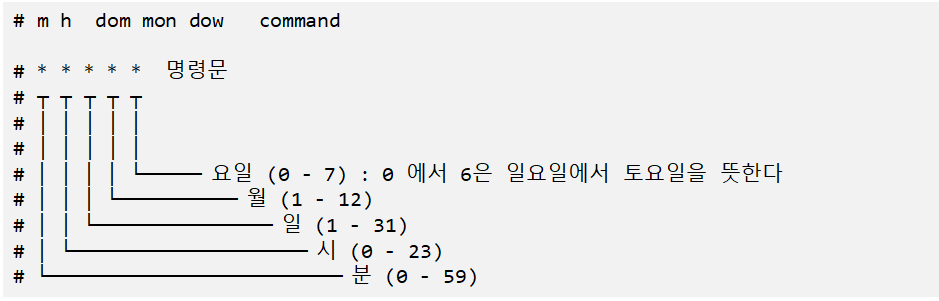 # m h  dom mon dow   command
# * * * * *  명령문
# ┬ ┬ ┬ ┬ ┬
# │ │ │ │ │
# │ │ │ │ │
# │ │ │ │ └────── 요일 (0 - 7) : 0 에서 6은 일요일에서 토요일을 뜻한다
# │ │ │ └────────── 월 (1 - 12)
# │ │ └─────────────── 일 (1 - 31)
# │ └──────────────────── 시 (0 - 23)
# └───────────────────────── 분 (0 - 59)